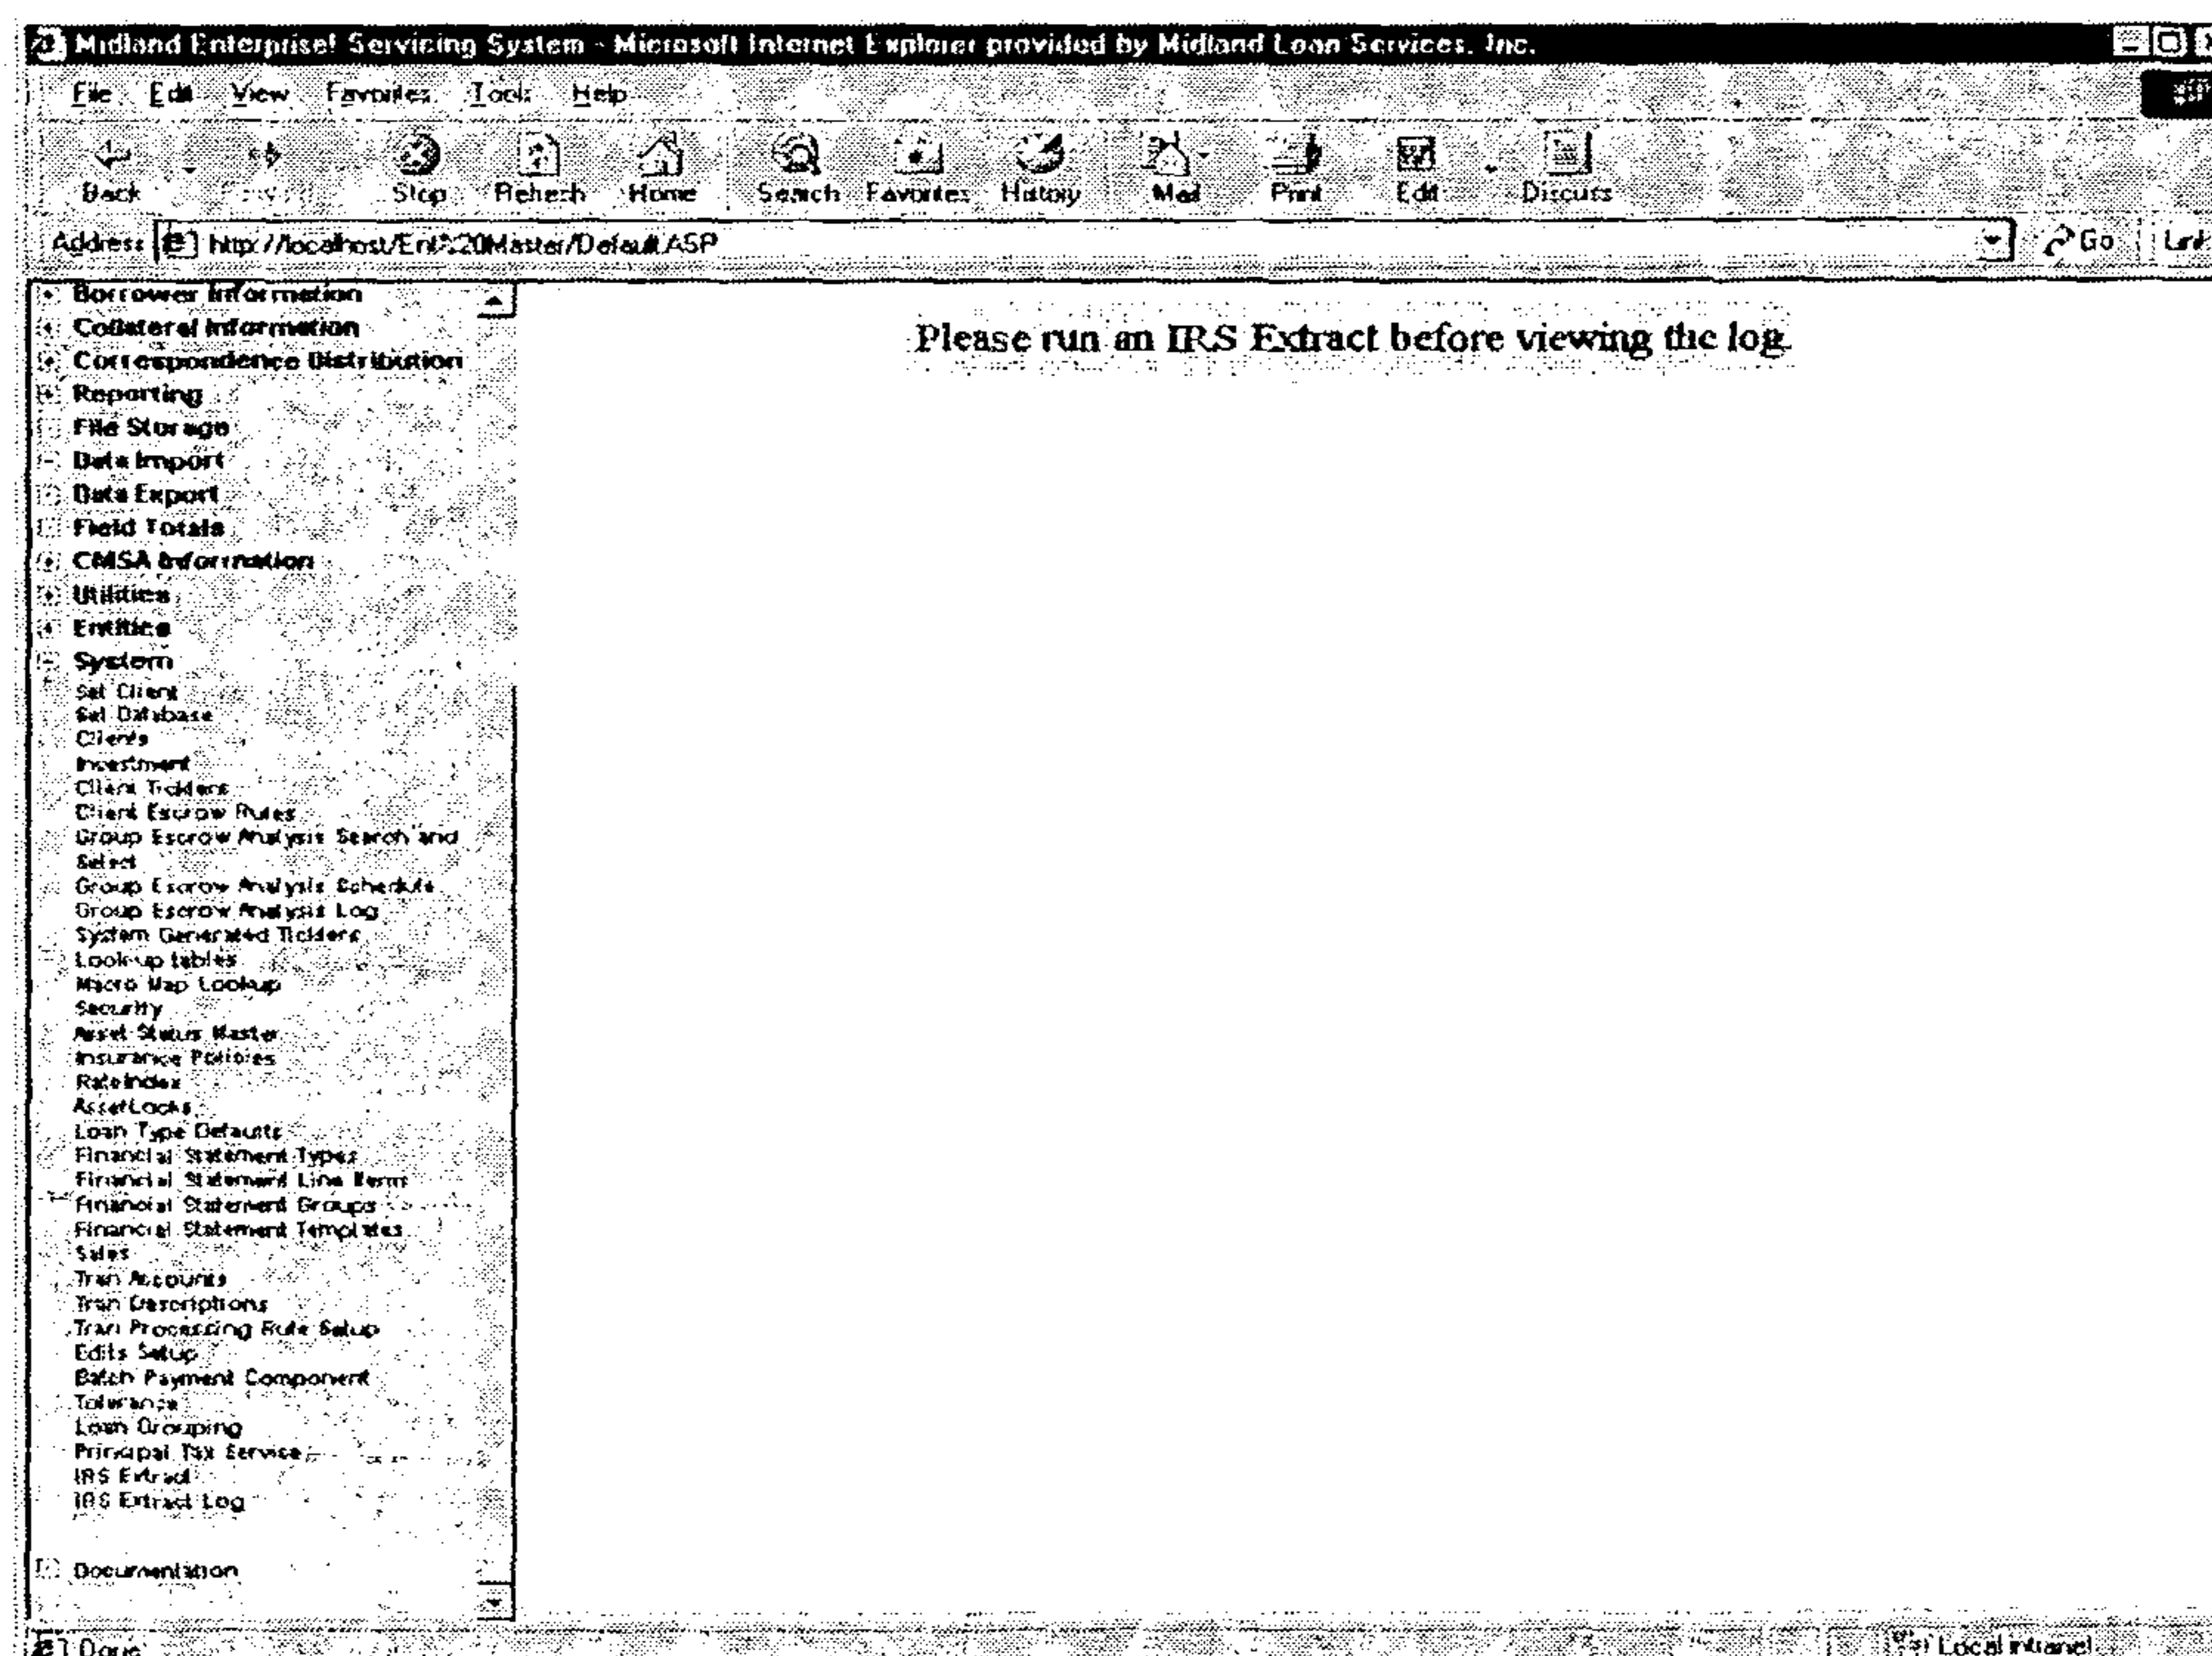 Midland Enterprise! Servicing System - Microsoft Internet Explorer provided by Midland Loan Services, Inc.
File Edit View Favorites Tools Help
Back Stop Refresh Home Search Favorites History Mail Print Edit Discuss
Address http://localhost/Ent%20Master/Default.ASP Go Link
Borrower Information
Collateral Information
Correspondence Distribution
Reporting
File Storage
Data Import
Data Export
Field Totals
CMSA Information
Utilities
Entities
System
Set Client
Set Database
Clients
Investment
Client Ticklers
Client Escrow Rules
Group Escrow Analysis Search and
Select
Group Escrow Analysis Schedule
Group Escrow Analysis Log
System Generated Ticklers
Look-up tables
Macro Map Lookup
Security
Asset Status Master
Insurance Policies
RateIndex
AssetLocks
Loan Type Defaults
Financial Statement Types
Financial Statement Line Items
Financial Statement Groups
Financial Statement Templates
Sales
Tran Accounts
Tran Descriptions
Tran Processing Rule Setup
Edits Setup
Batch Payment Component
Tolerance
Loan Grouping
Principal Tax Service
IRS Extract
IRS Extract Log
Documentation
Please run an IRS Extract before viewing the log.
Done Local intranet